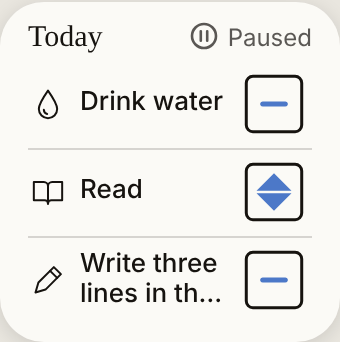 Today
Paused
Drink water
Read
Write three
lines in th...